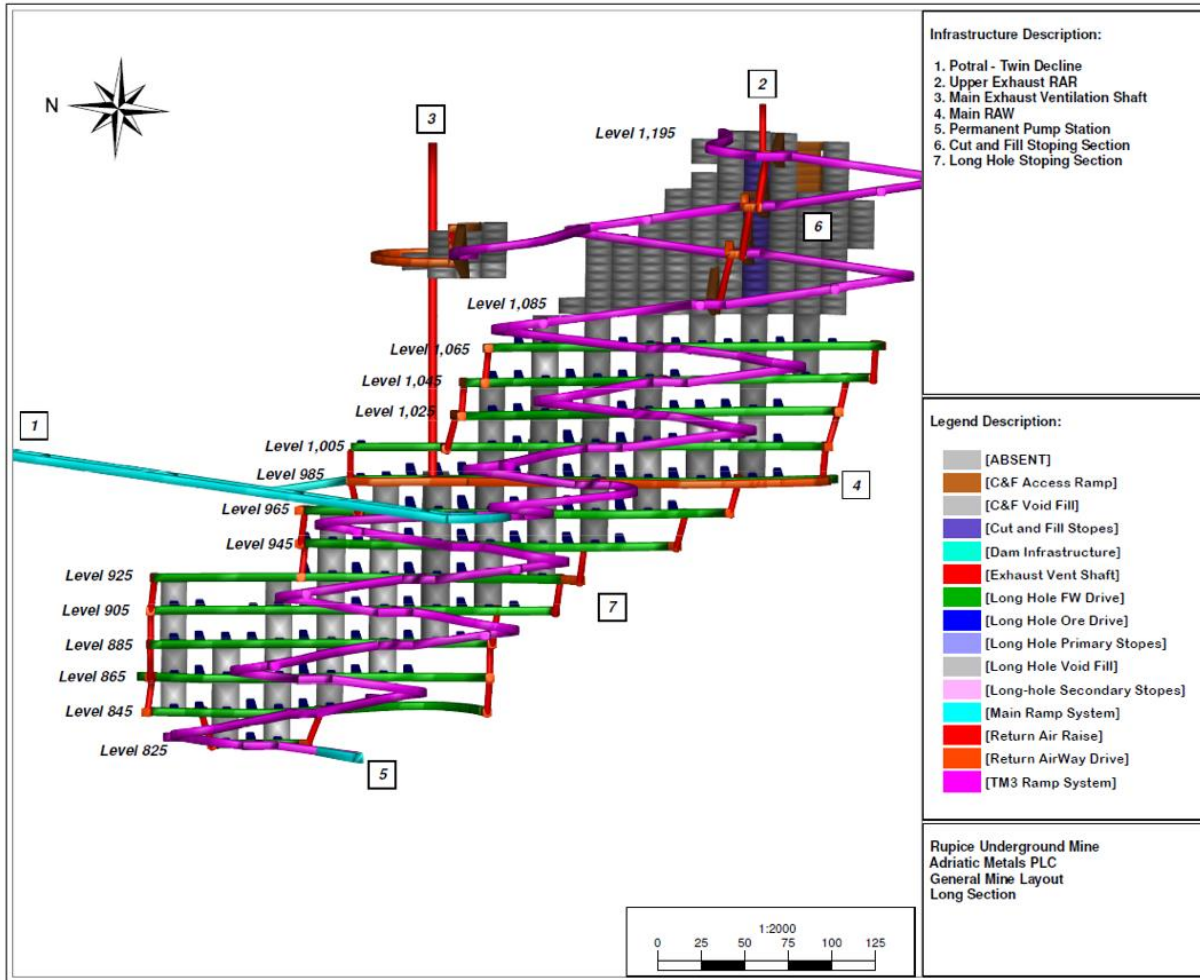 N
1
2
3
4
5
6
7
Level 1,195
Level 1,085
Level 1,065
Level 1,045
Level 1,025
Level 1,005
Level 985
Level 965
Level 945
Level 925
Level 905
Level 885
Level 865
Level 845
Level 825
Infrastructure Description:
1. Potral - Twin Decline
2. Upper Exhaust RAR
3. Main Exhaust Ventilation Shaft
4. Main RAW
5. Permanent Pump Station
6. Cut and Fill Stoping Section
7. Long Hole Stoping Section
Legend Description:
[ABSENT]
[C&F Access Ramp]
[C&F Void Fill]
[Cut and Fill Stopes]
[Dam Infrastructure]
[Exhaust Vent Shaft]
[Long Hole FW Drive]
[Long Hole Ore Drive]
[Long Hole Primary Stopes]
[Long Hole Void Fill]
[Long-hole Secondary Stopes]
[Main Ramp System]
[Return Air Raise]
[Return AirWay Drive]
[TM3 Ramp System]
Rupice Underground Mine
Adriatic Metals PLC
General Mine Layout
Long Section
1:2000
0 25 50 75 100 125